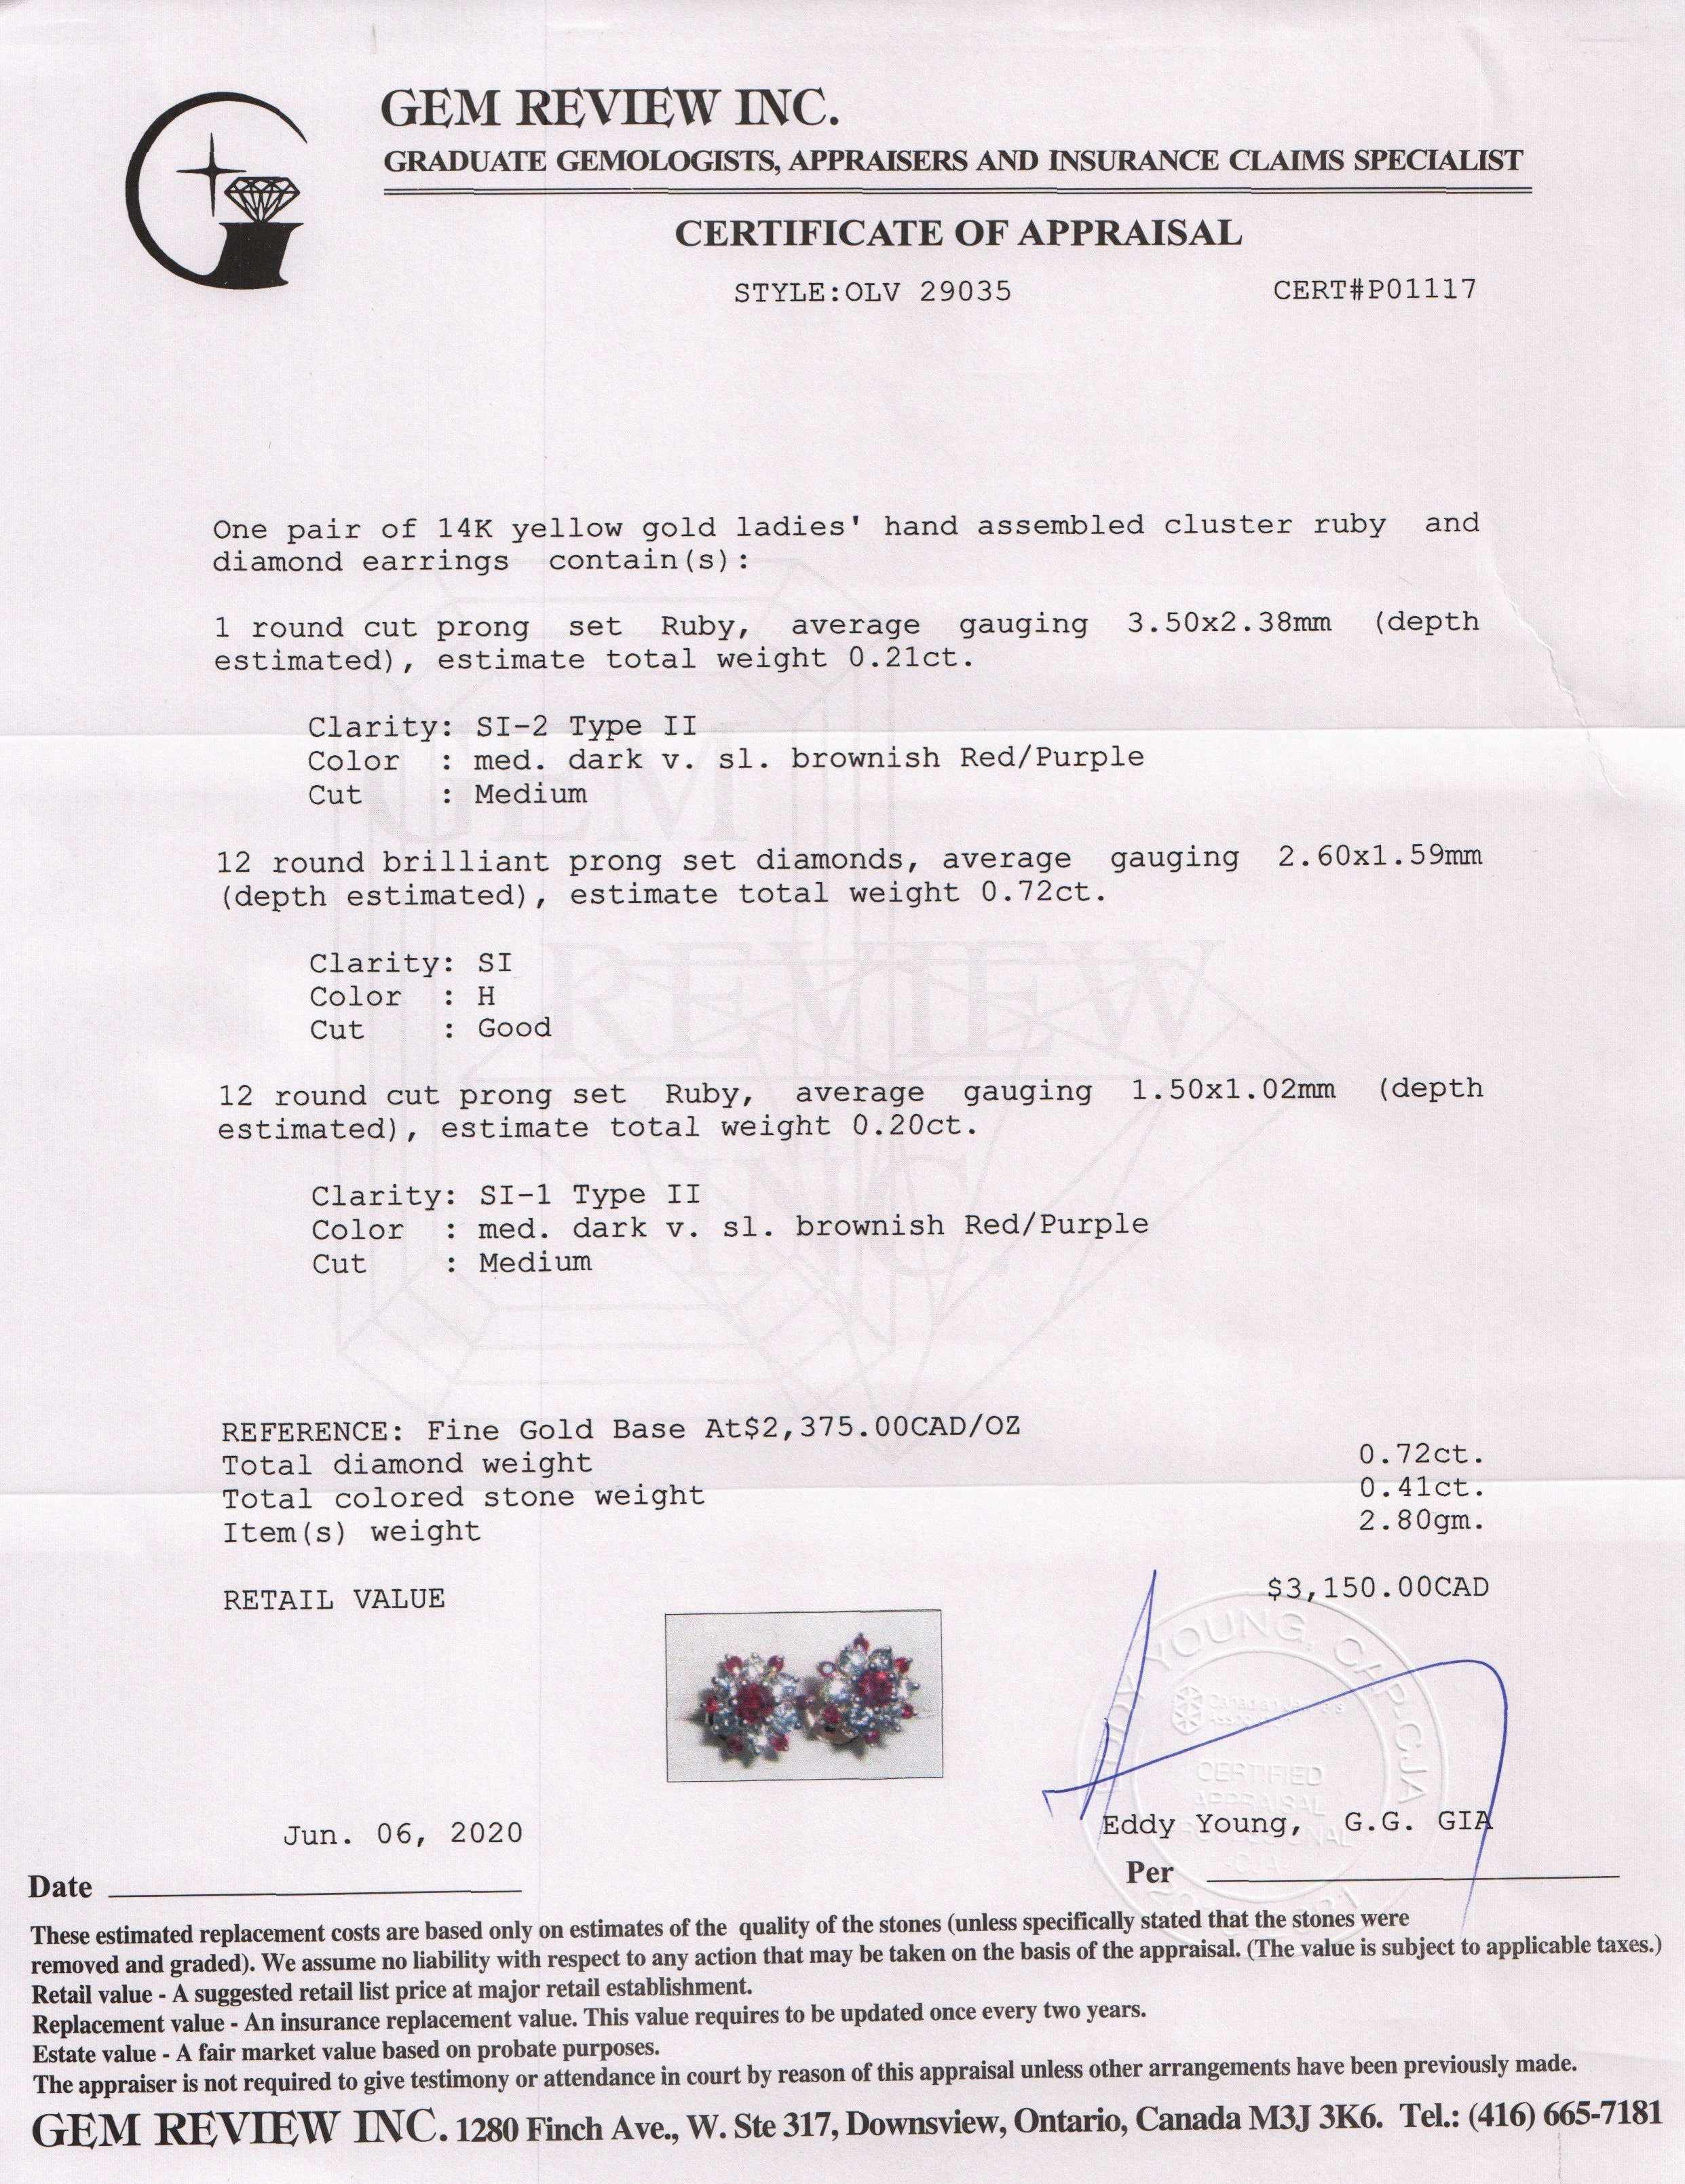 GEM REVIEW INC.
GRADUATE GEMOLOGISTS, APPRAISERS AND INSURANCE CLAIMS SPECIALIST
CERTIFICATE OF APPRAISAL
STYLE:OLV 29035 CERT#P01117
One pair of 14K yellow gold ladies' hand assembled cluster ruby and
diamond earrings contain(s):
1 round cut prong set Ruby, average gauging 3.50x2.38mm (depth
estimated), estimate total weight 0.21ct.
Clarity: SI-2 Type II
Color : med. dark v. sl. brownish Red/Purple
Cut : Medium
12 round brilliant prong set diamonds, average gauging 2.60x1.59mm
(depth estimated), estimate total weight 0.72ct.
Clarity: SI
Color : H
Cut : Good
12 round cut prong set Ruby, average gauging 1.50x1.02mm (depth
estimated), estimate total weight 0.20ct.
Clarity: SI-1 Type II
Color : med. dark v. sl. brownish Red/Purple
Cut : Medium
GEM
REVIEW
INC.
REFERENCE: Fine Gold Base At$2,375.00CAD/OZ
Total diamond weight 0.72ct.
Total colored stone weight 0.41ct.
Item(s) weight 2.80gm.
RETAIL VALUE $3,150.00CAD
EDDY YOUNG, CAP-CJA
CERTIFIED
APPRAISAL
Jun. 06, 2020
Eddy Young, G.G. GIA
Date
Per
These estimated replacement costs are based only on estimates of the quality of the stones (unless specifically stated that the stones were
removed and graded). We assume no liability with respect to any action that may be taken on the basis of the appraisal. (The value is subject to applicable taxes.)
Retail value - A suggested retail list price at major retail establishment.
Replacement value - An insurance replacement value. This value requires to be updated once every two years.
Estate value - A fair market value based on probate purposes.
The appraiser is not required to give testimony or attendance in court by reason of this appraisal unless other arrangements have been previously made.
GEM REVIEW INC. 1280 Finch Ave., W. Ste 317, Downsview, Ontario, Canada M3J 3K6. Tel.: (416) 665-7181